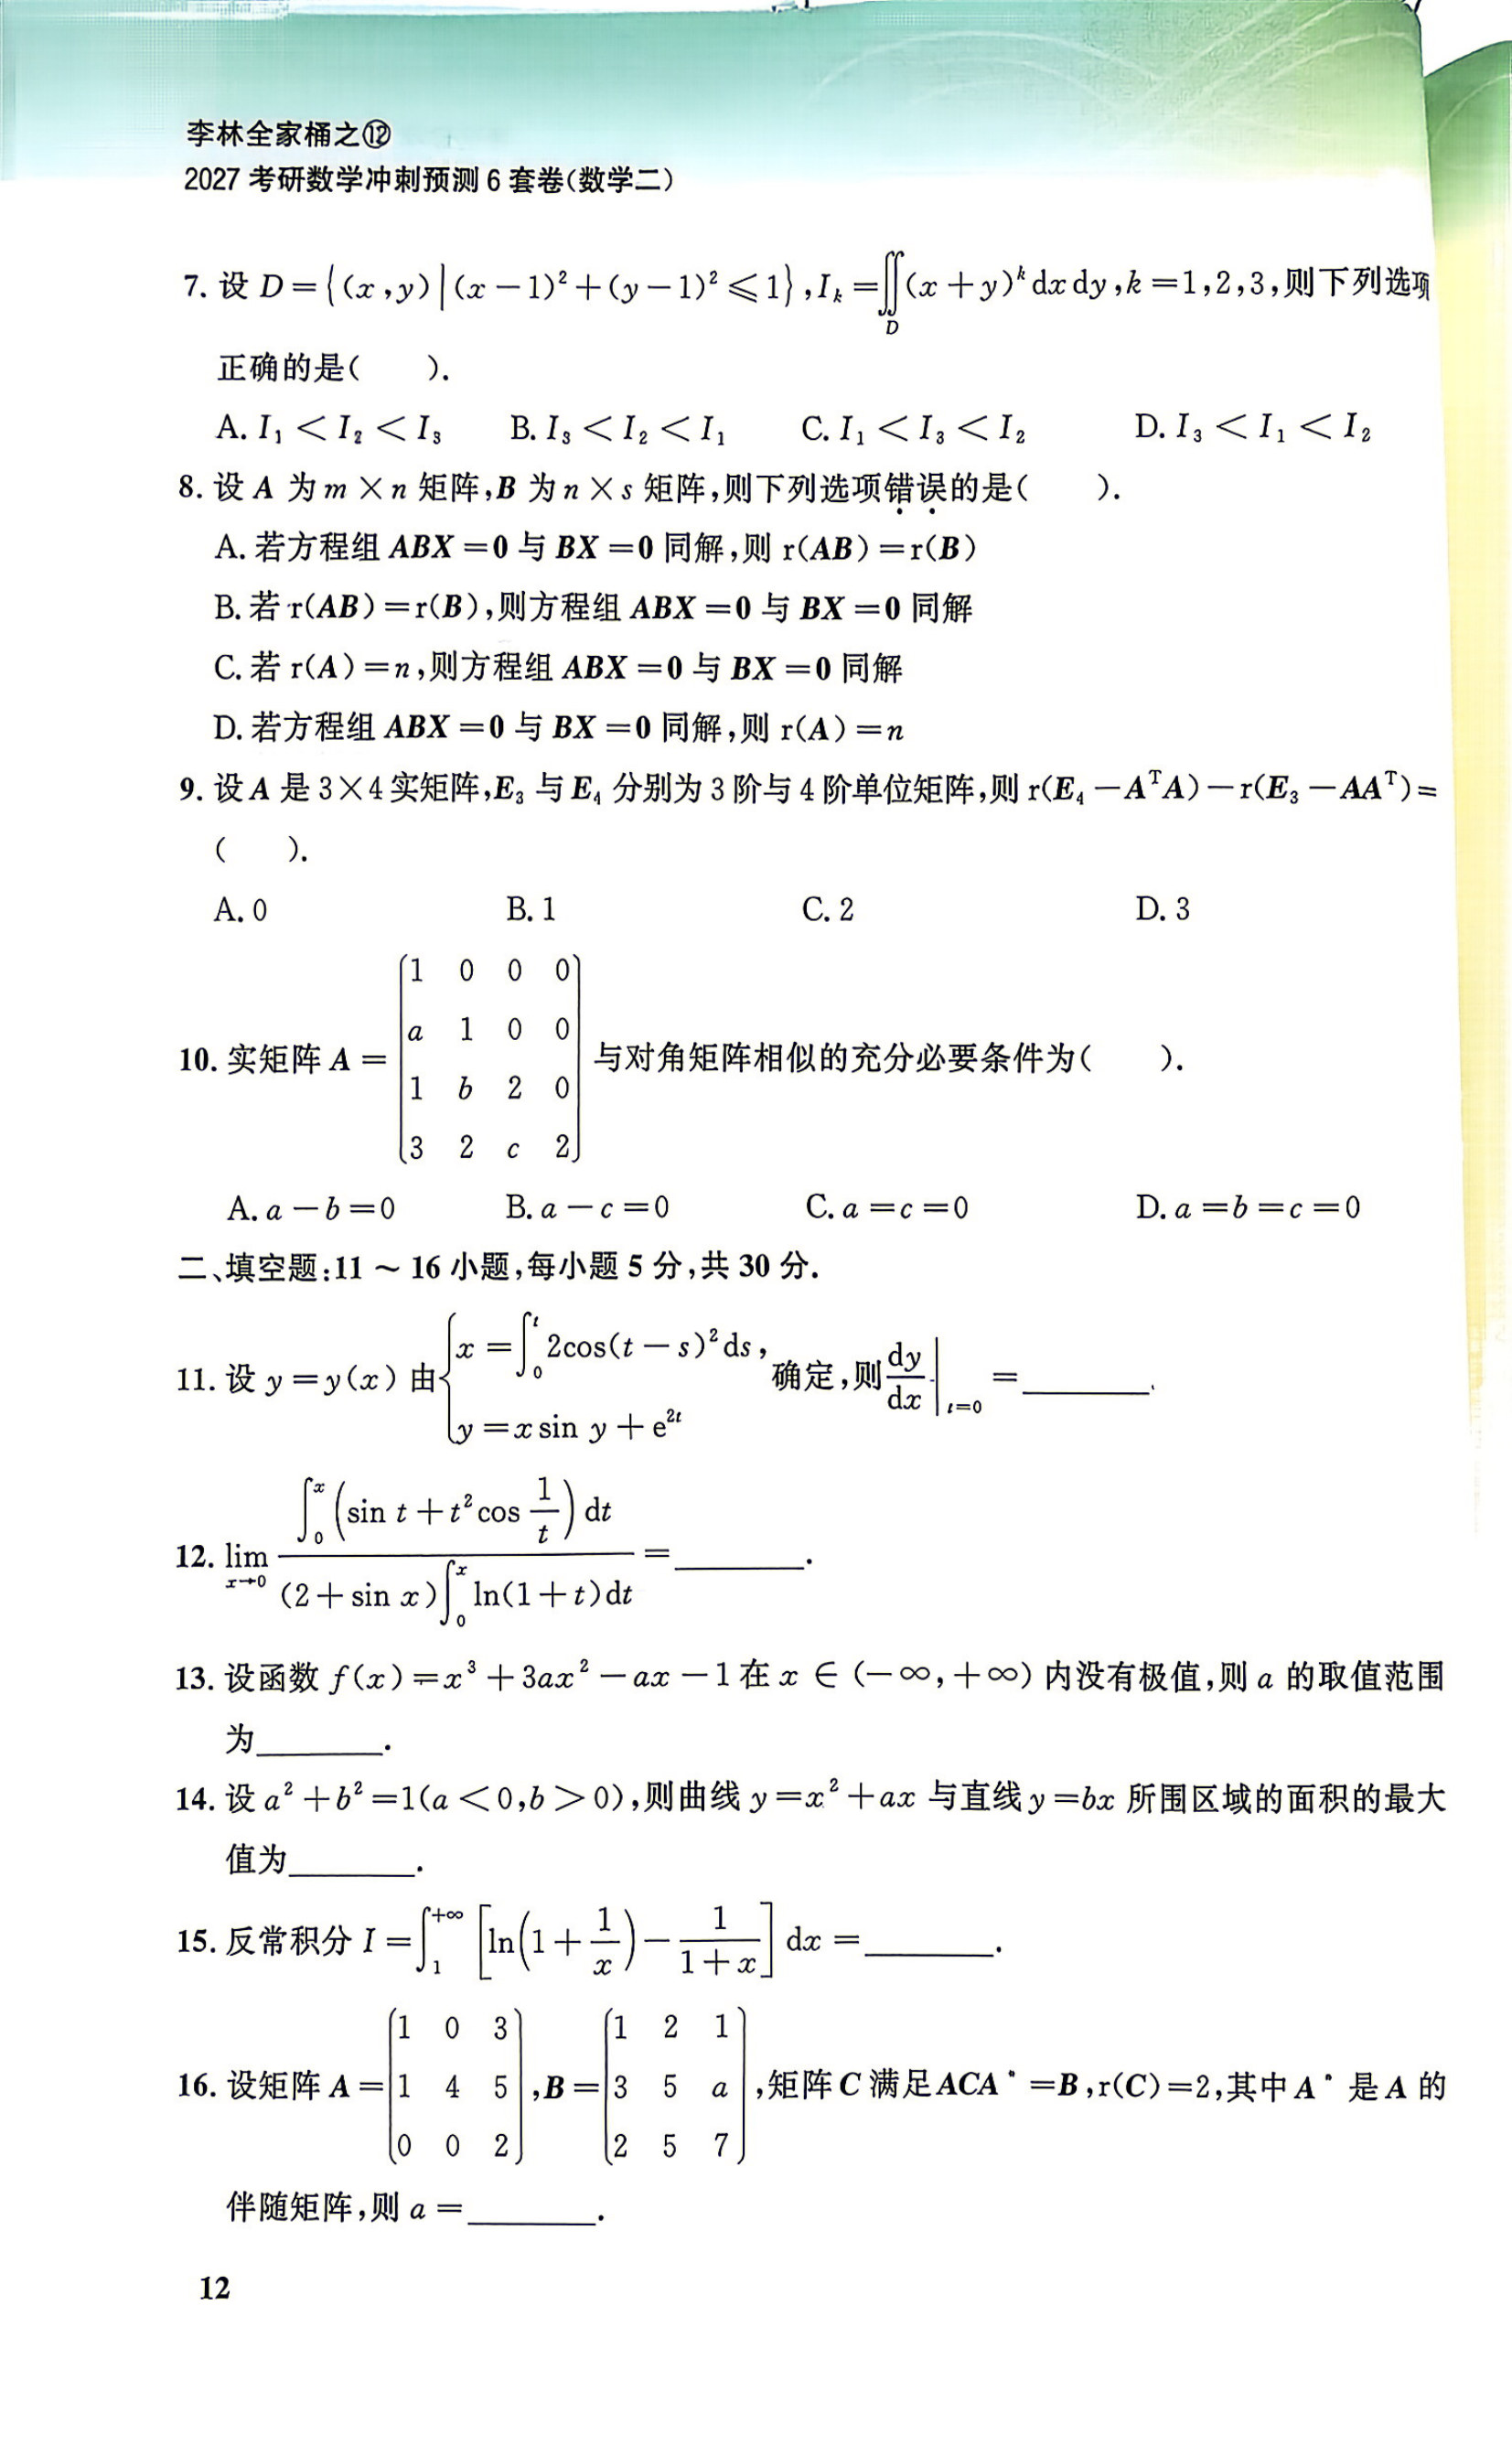 李林全家桶之⑫
2027 考研数学冲刺预测 6 套卷(数学二)
7. 设 D={(x,y)|(x-1)²+(y-1)²≤1}, I_k=∬_D (x+y)^k dxdy, k=1,2,3, 则下列选项
正确的是(  ).
A. I₁<I₂<I₃  B. I₃<I₂<I₁  C. I₁<I₃<I₂  D. I₃<I₁<I₂
8. 设 A 为 m×n 矩阵, B 为 n×s 矩阵, 则下列选项错误的是(  ).
A. 若方程组 ABX=0 与 BX=0 同解, 则 r(AB)=r(B)
B. 若 r(AB)=r(B), 则方程组 ABX=0 与 BX=0 同解
C. 若 r(A)=n, 则方程组 ABX=0 与 BX=0 同解
D. 若方程组 ABX=0 与 BX=0 同解, 则 r(A)=n
9. 设 A 是 3×4 实矩阵, E₃ 与 E₄ 分别为 3 阶与 4 阶单位矩阵, 则 r(E₄-AᵀA)-r(E₃-AAᵀ)=
(  ).
A. 0  B. 1  C. 2  D. 3
10. 实矩阵 A=(1 0 0 0; a 1 0 0; 1 b 2 0; 3 2 c 2) 与对角矩阵相似的充分必要条件为(  ).
A. a-b=0  B. a-c=0  C. a=c=0  D. a=b=c=0
二、填空题:11～16 小题, 每小题 5 分, 共 30 分.
11. 设 y=y(x) 由 {x=∫₀ᵗ 2cos(t-s)²ds, y=x sin y+e²ᵗ 确定, 则 dy/dx|_{t=0}=________.
12. lim_{x→0} ∫₀ˣ(sin t+t²cos 1/t)dt / (2+sin x)∫₀ˣ ln(1+t)dt =________.
13. 设函数 f(x)=x³+3ax²-ax-1 在 x∈(-∞,+∞) 内没有极值, 则 a 的取值范围
为________.
14. 设 a²+b²=1(a<0,b>0), 则曲线 y=x²+ax 与直线 y=bx 所围区域的面积的最大
值为________.
15. 反常积分 I=∫₁^{+∞}[ln(1+1/x)-1/(1+x)]dx=________.
16. 设矩阵 A=(1 0 3; 1 4 5; 0 0 2), B=(1 2 1; 3 5 a; 2 5 7), 矩阵 C 满足 ACA*=B, r(C)=2, 其中 A* 是 A 的
伴随矩阵, 则 a=________.
12